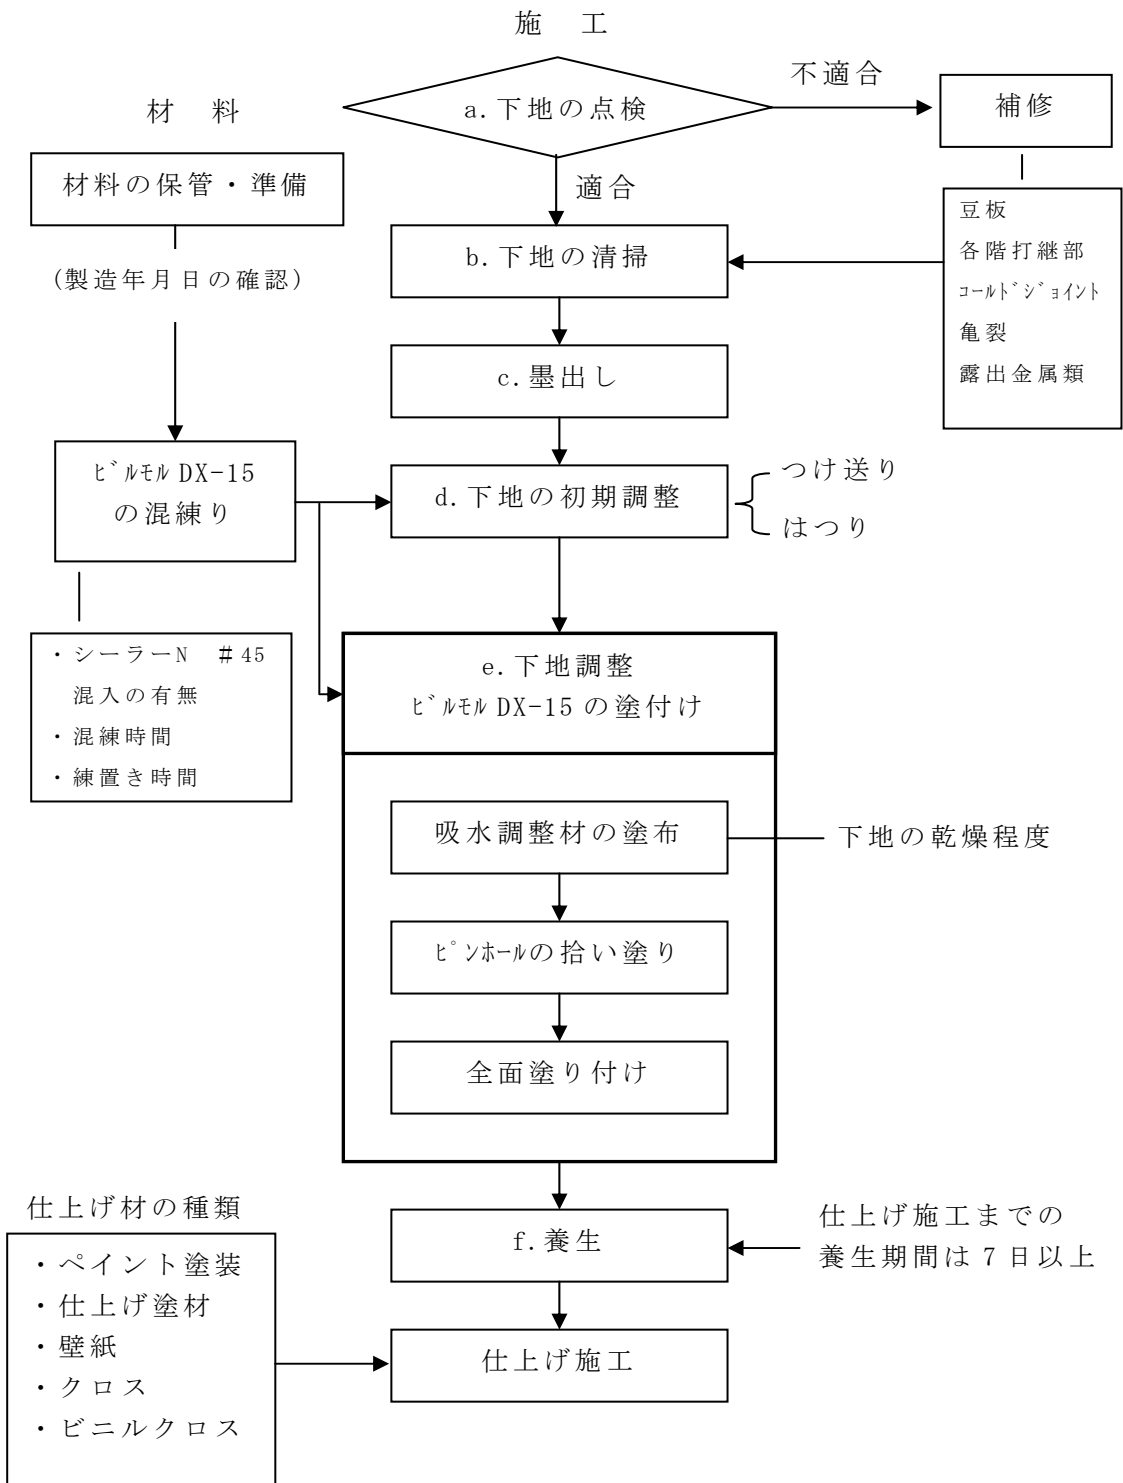 施　工
材　料
a.下地の点検
不適合
補修
材料の保管・準備
適合
豆板
各階打継部
ｺｰﾙﾄﾞｼﾞｮｲﾝﾄ
亀裂
露出金属類
b.下地の清掃
(製造年月日の確認)
c.墨出し
ﾋﾞﾙﾓﾙ DX-15
の混練り
d.下地の初期調整
つけ送り
はつり
・シーラーN　＃45
混入の有無
・混練時間
・練置き時間
e.下地調整
ﾋﾞﾙﾓﾙ DX-15 の塗付け
吸水調整材の塗布
下地の乾燥程度
ﾋﾟﾝﾎｰﾙの拾い塗り
全面塗り付け
仕上げ材の種類
・ペイント塗装
・仕上げ塗材
・壁紙
・クロス
・ビニルクロス
f.養生
仕上げ施工までの
養生期間は 7 日以上
仕上げ施工